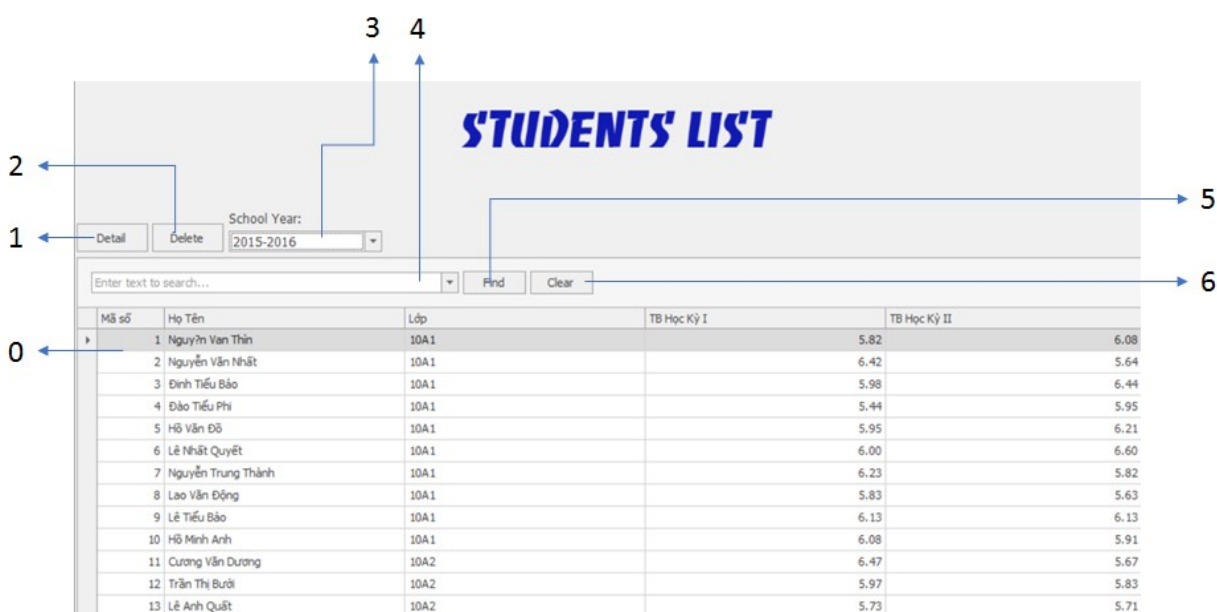 3 4
STUDENTS LIST
2
5
School Year:
1 Detail Delete 2015-2016
Enter text to search... Find Clear 6
Mã số Họ Tên Lớp TB Học Kỳ I TB Học Kỳ II
0 1 Nguy?n Van Thìn 10A1 5.82 6.08
2 Nguyễn Văn Nhất 10A1 6.42 5.64
3 Đinh Tiểu Bảo 10A1 5.98 6.44
4 Đào Tiểu Phi 10A1 5.44 5.95
5 Hồ Văn Đồ 10A1 5.95 6.21
6 Lê Nhất Quyết 10A1 6.00 6.60
7 Nguyễn Trung Thành 10A1 6.23 5.82
8 Lao Văn Động 10A1 5.83 5.63
9 Lê Tiểu Bảo 10A1 6.13 6.13
10 Hồ Minh Anh 10A1 6.08 5.91
11 Cương Văn Dương 10A2 6.47 5.67
12 Trần Thị Bưởi 10A2 5.97 5.83
13 Lê Anh Quất 10A2 5.73 5.71